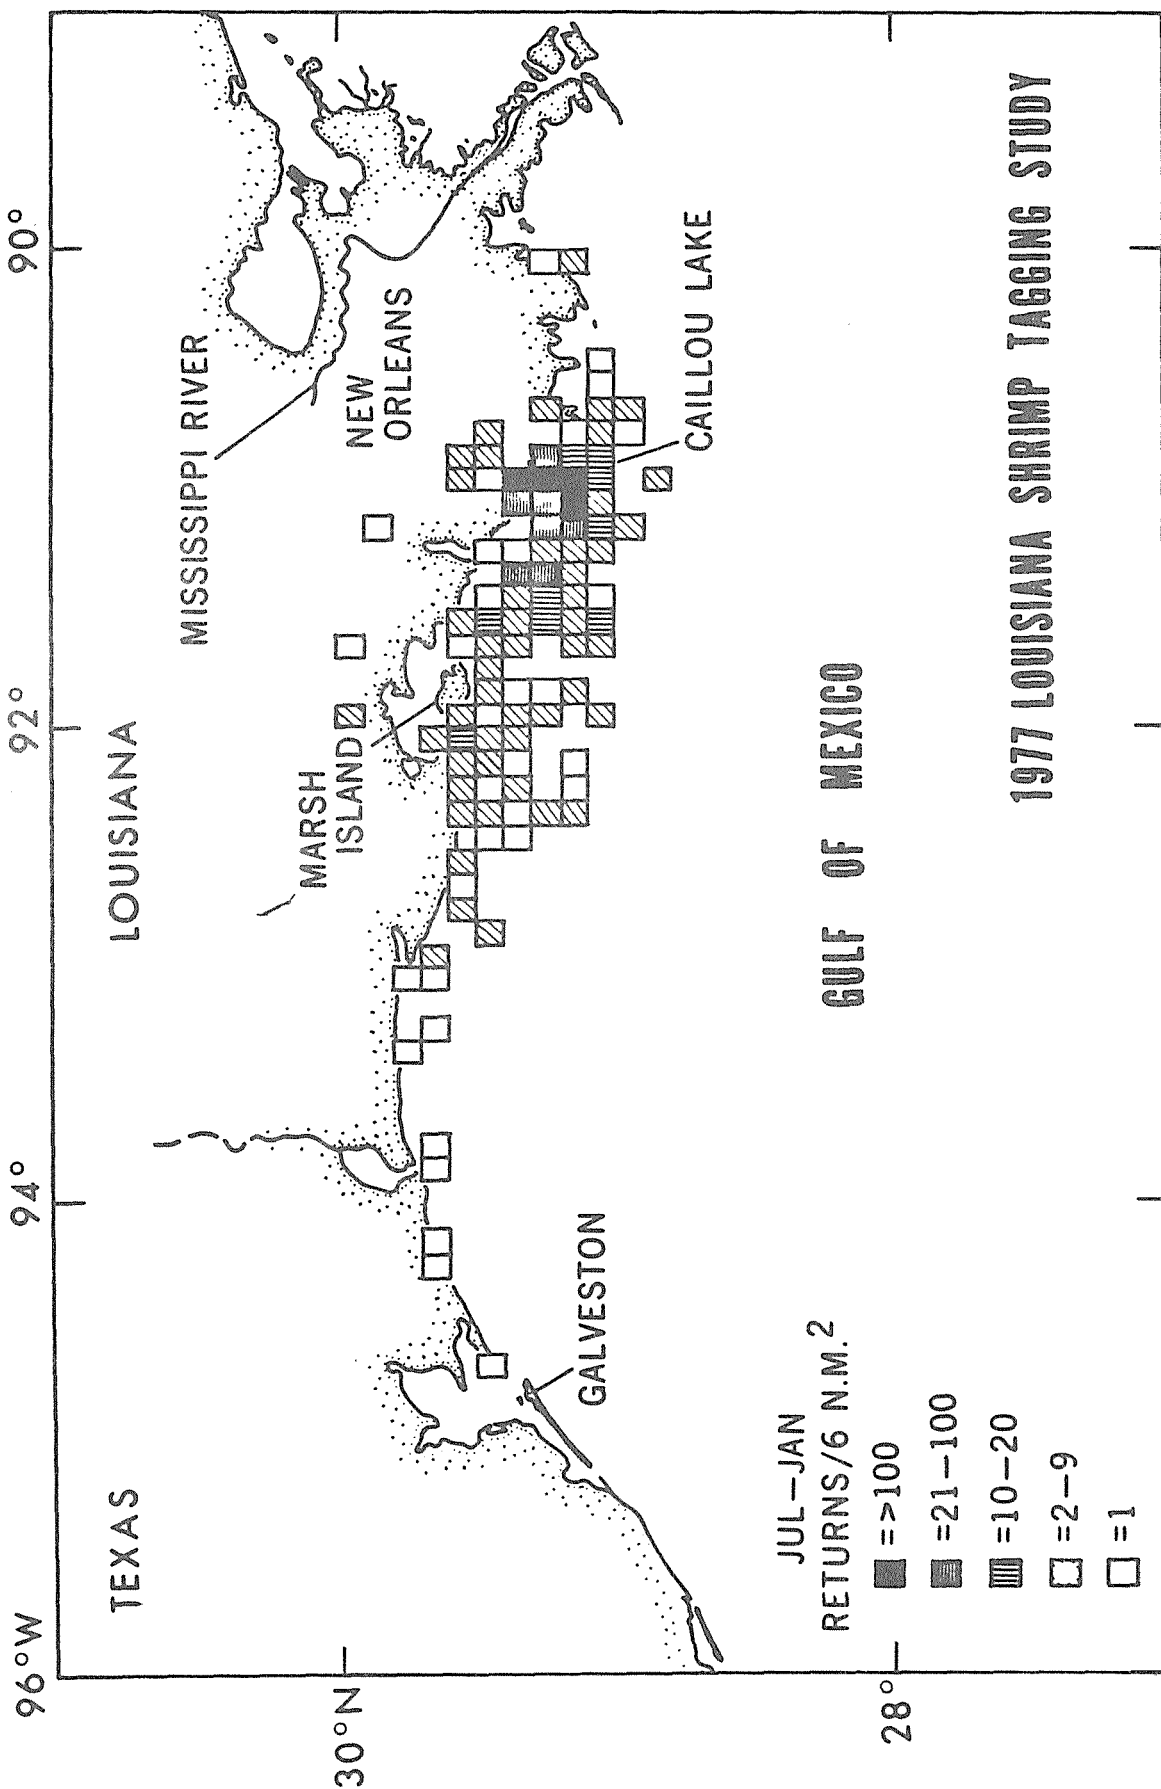 96°W
94°
92°
90°
30°N
28°
TEXAS
LOUISIANA
MISSISSIPPI RIVER
NEW
ORLEANS
MARSH
ISLAND
CAILLOU LAKE
GALVESTON
GULF OF MEXICO
1977 LOUISIANA SHRIMP TAGGING STUDY
JUL–JAN
RETURNS/6 N.M.²
=>100
=21–100
=10–20
=2–9
=1